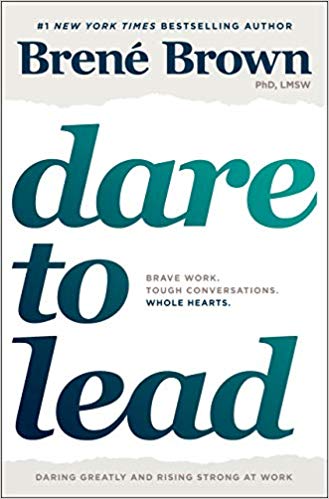 #1 NEW YORK TIMES BESTSELLING AUTHOR
Brené Brown
PhD, LMSW
dare
to
BRAVE WORK.
TOUGH CONVERSATIONS.
WHOLE HEARTS.
lead
DARING GREATLY AND RISING STRONG AT WORK